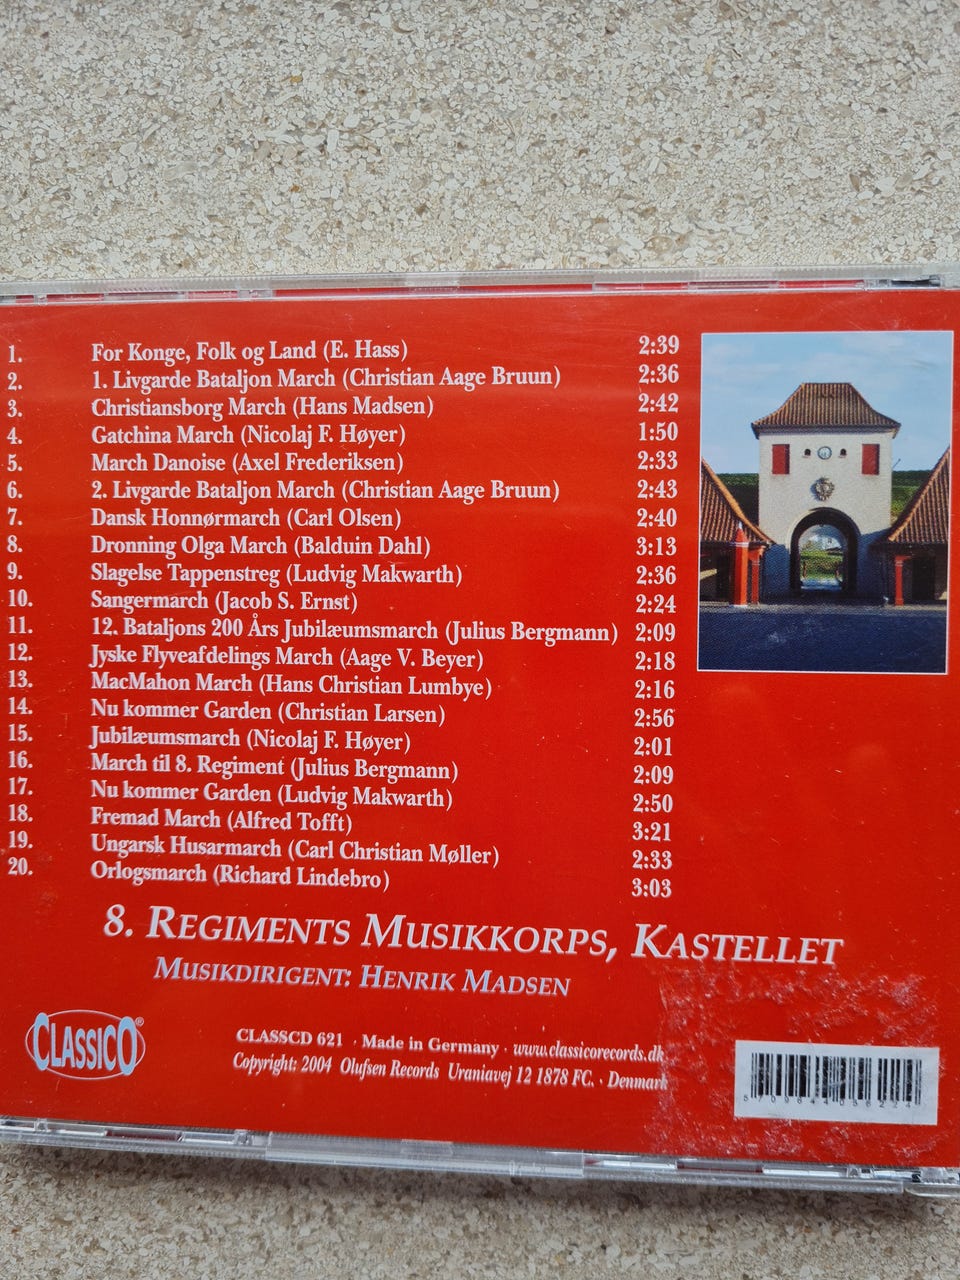 1. For Konge, Folk og Land (E. Hass) 2:39
2. 1. Livgarde Bataljon March (Christian Aage Bruun) 2:36
3. Christiansborg March (Hans Madsen) 2:42
4. Gatchina March (Nicolaj F. Høyer) 1:50
5. March Danoise (Axel Frederiksen) 2:33
6. 2. Livgarde Bataljon March (Christian Aage Bruun) 2:43
7. Dansk Honnørmarch (Carl Olsen) 2:40
8. Dronning Olga March (Balduin Dahl) 3:13
9. Slagelse Tappenstreg (Ludvig Makwarth) 2:36
10. Sangermarch (Jacob S. Ernst) 2:24
11. 12. Bataljons 200 Års Jubilæumsmarch (Julius Bergmann) 2:09
12. Jyske Flyveafdelings March (Aage V. Beyer) 2:18
13. MacMahon March (Hans Christian Lumbye) 2:16
14. Nu kommer Garden (Christian Larsen) 2:56
15. Jubilæumsmarch (Nicolaj F. Høyer) 2:01
16. March til 8. Regiment (Julius Bergmann) 2:09
17. Nu kommer Garden (Ludvig Makwarth) 2:50
18. Fremad March (Alfred Tofft) 3:21
19. Ungarsk Husarmarch (Carl Christian Møller) 2:33
20. Orlogsmarch (Richard Lindebro) 3:03
8. REGIMENTS MUSIKKORPS, KASTELLET
MUSIKDIRIGENT: HENRIK MADSEN
CLASSICO®
CLASSCD 621 · Made in Germany · www.classicorecords.dk
Copyright: 2004 Olufsen Records Uraniavej 12 1878 FC. · Denmark